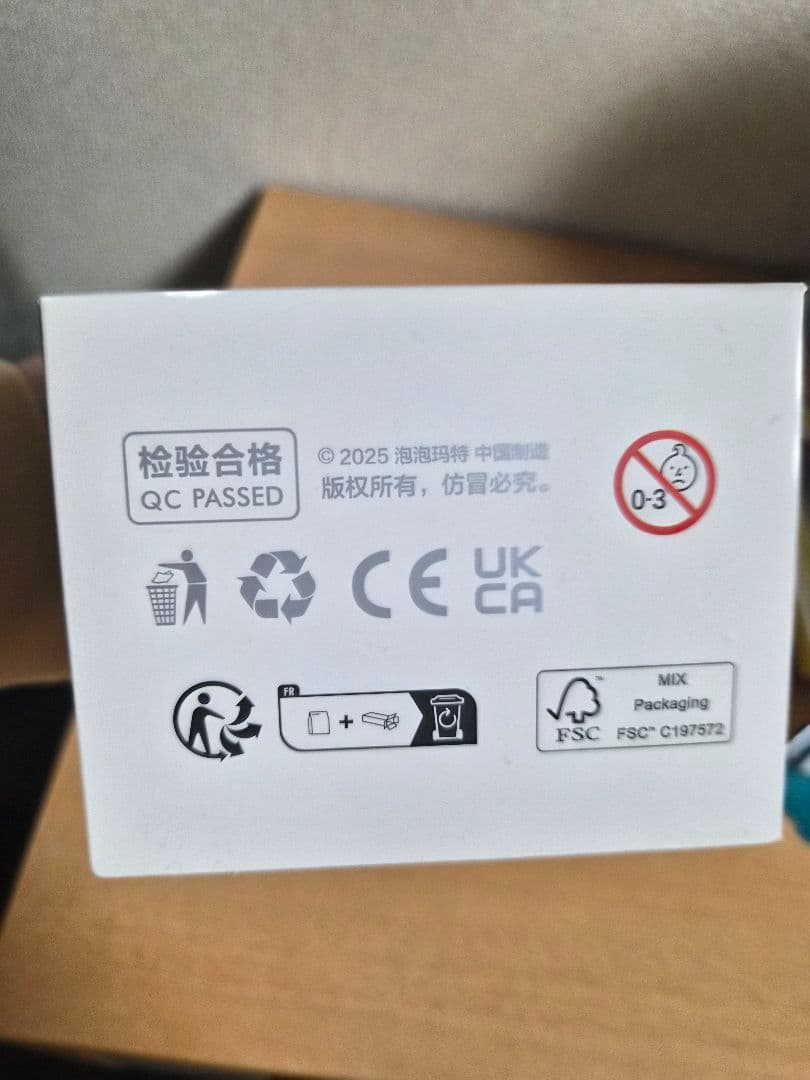 检验合格
QC PASSED
© 2025 泡泡玛特 中国制造
版权所有，仿冒必究。
0-3
CE
UK
CA
FR
+
MIX
Packaging
FSC™ C197572
FSC
™